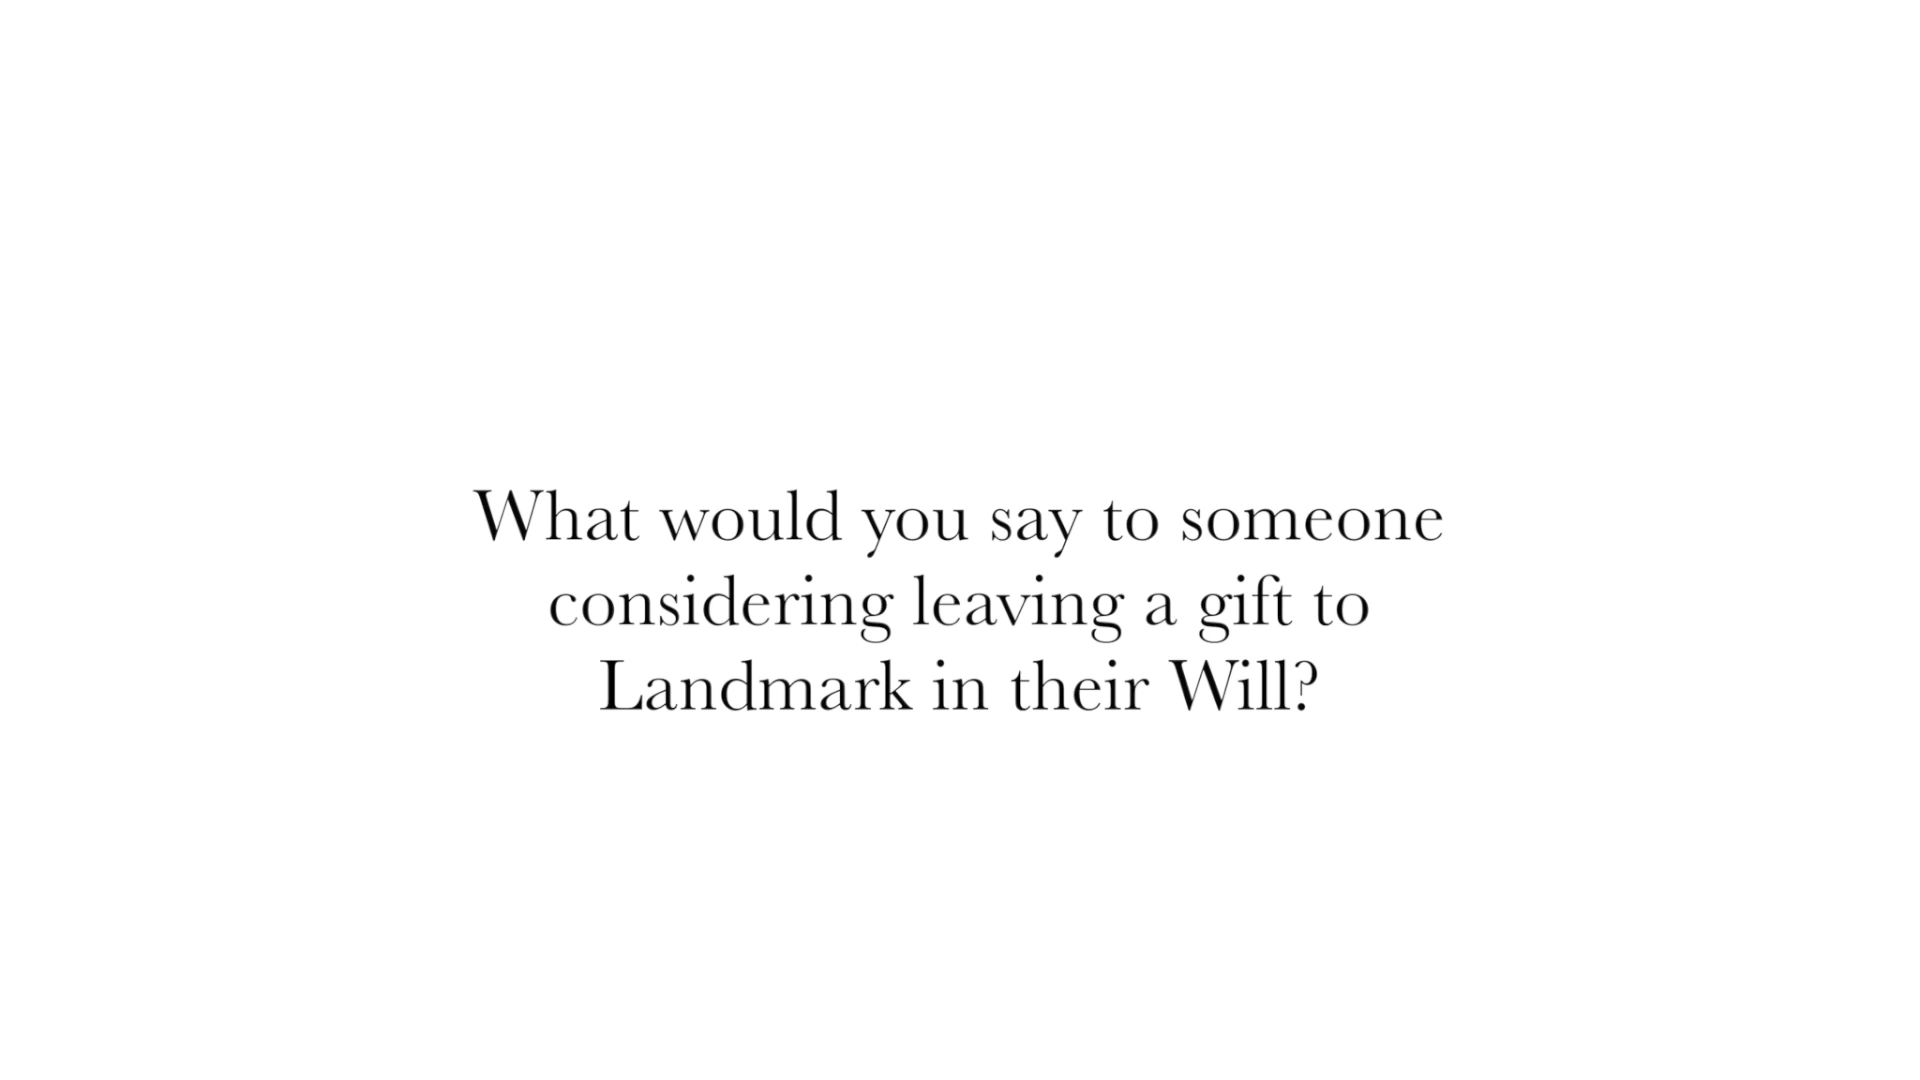 What would you say to someone
considering leaving a gift to
Landmark in their Will?